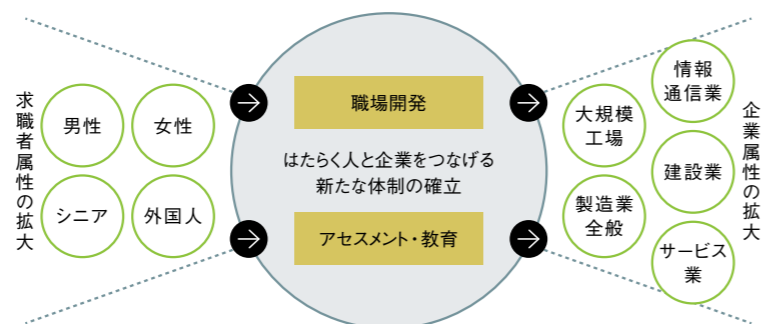 求職者属性の拡大
男性
女性
シニア
外国人
職場開発
はたらく人と企業をつなげる
新たな体制の確立
アセスメント・教育
大規模
工場
製造業
全般
情報
通信業
建設業
サービス
業
企業属性の拡大